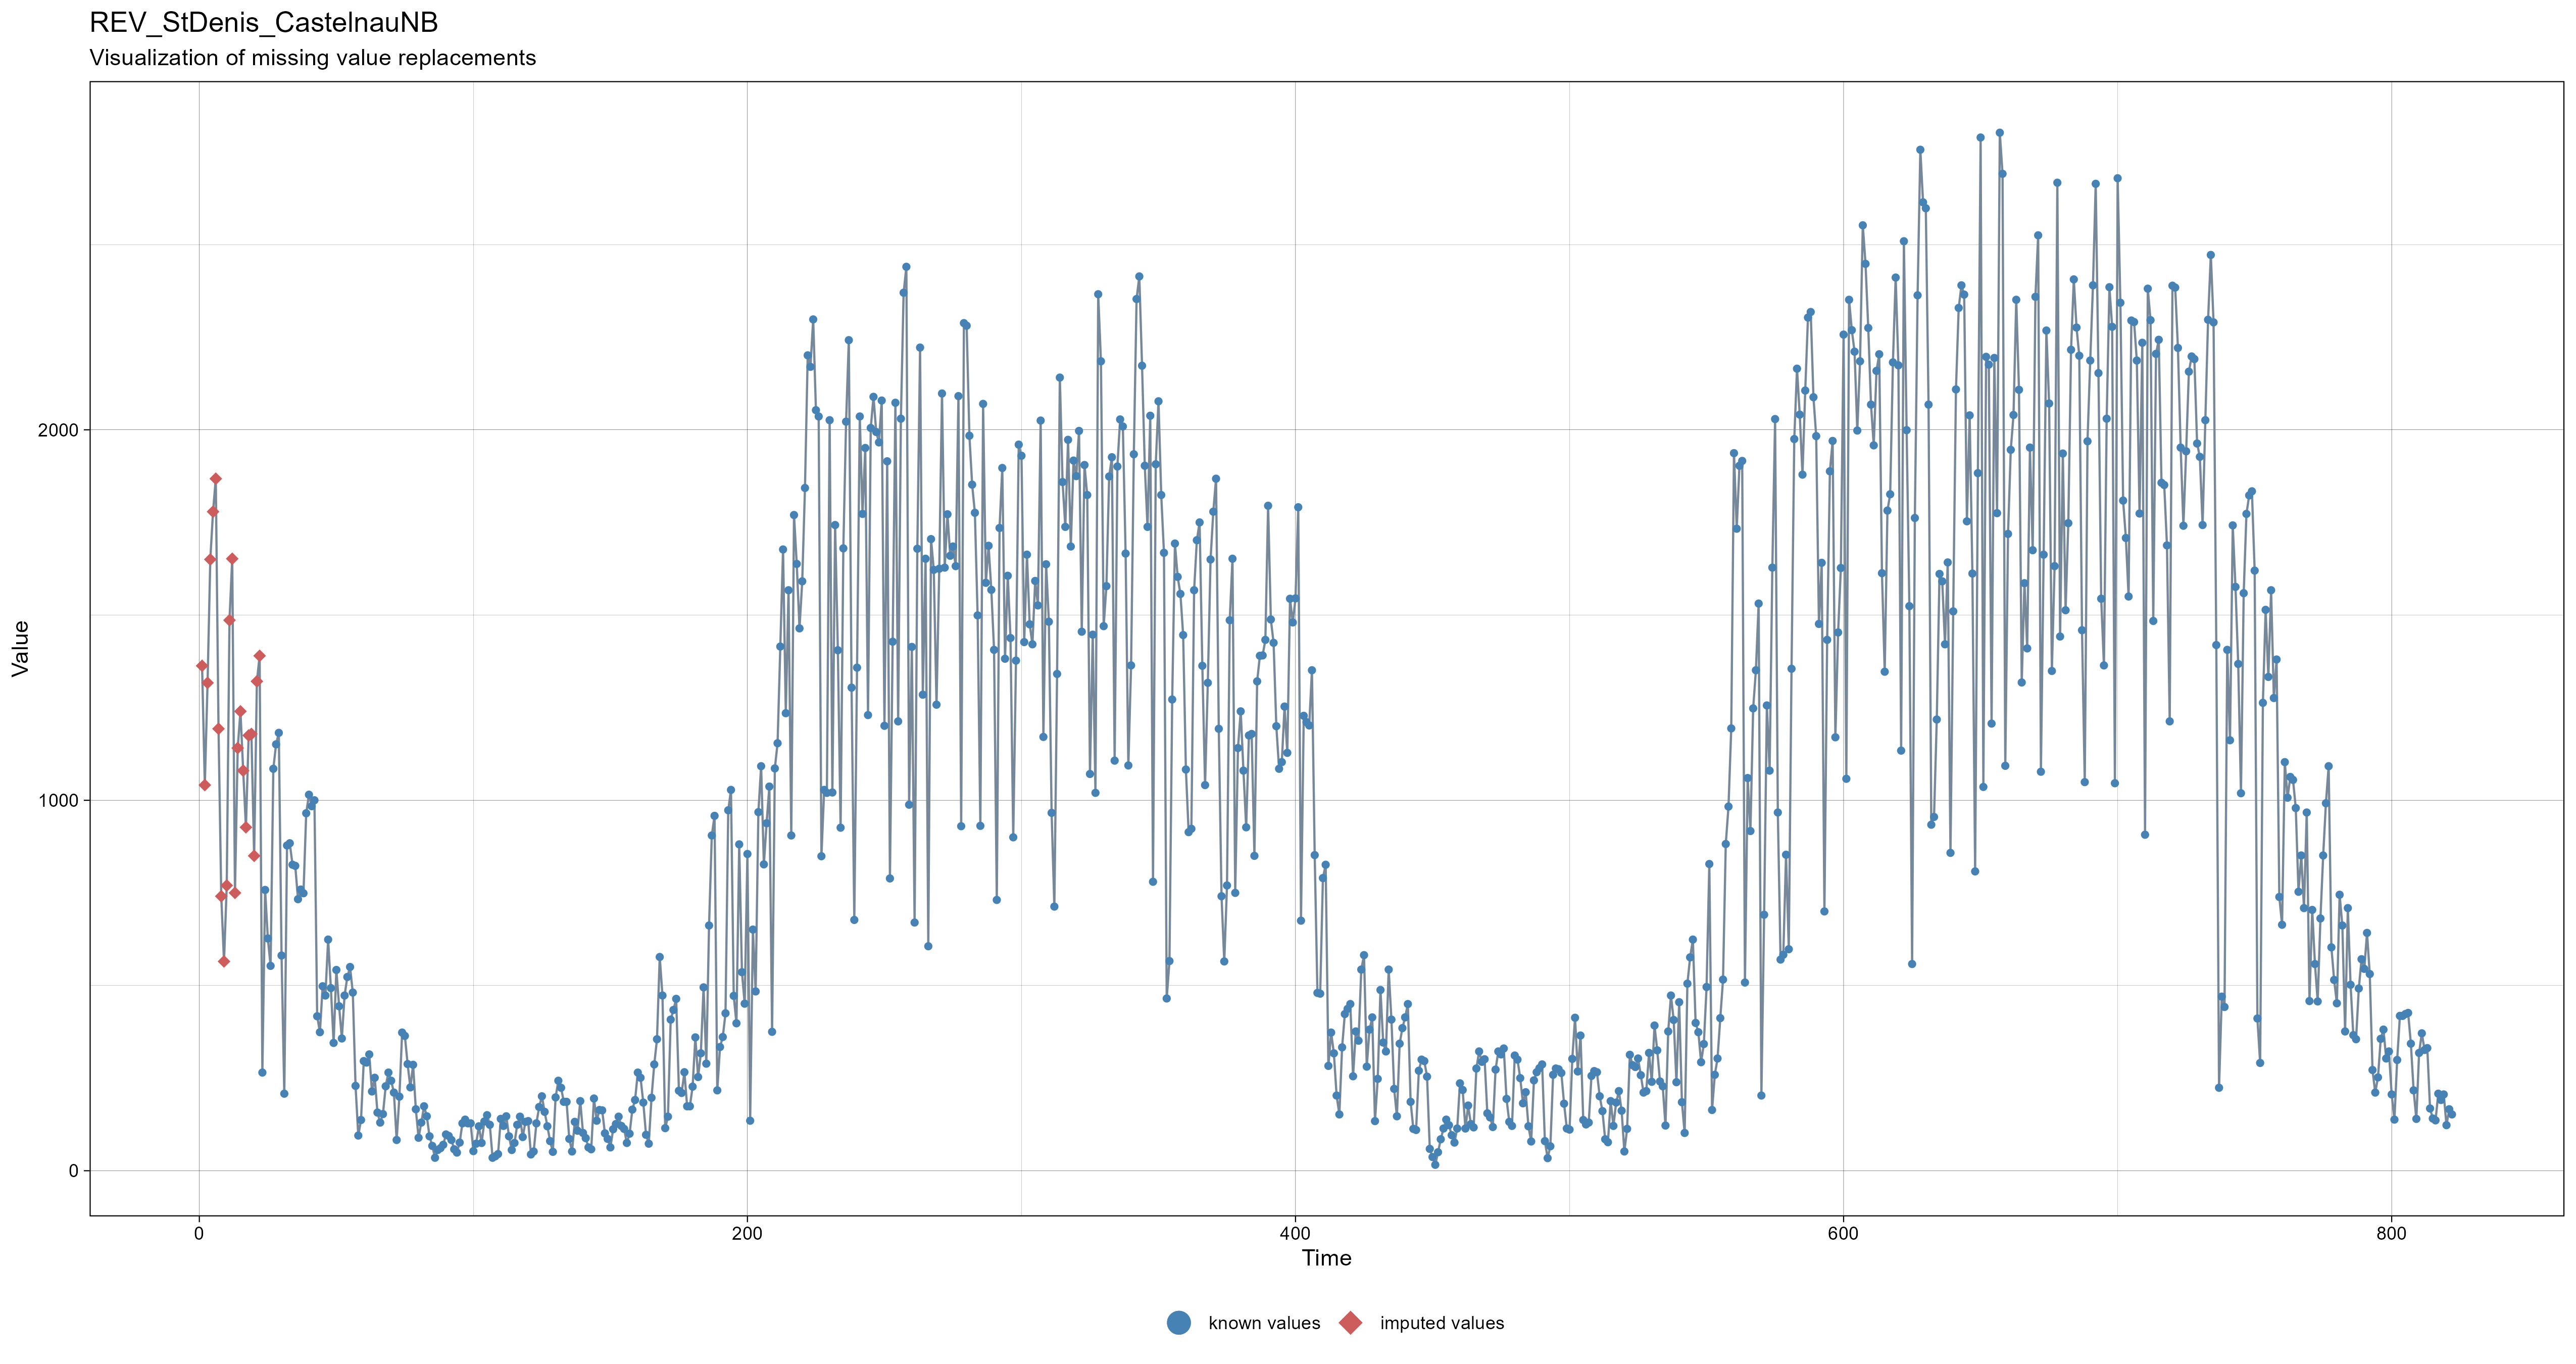 REV_StDenis_CastelnauNB
Visualization of missing value replacements
Value
2000
1000
0
0 200 400 600 800
Time
known values imputed values